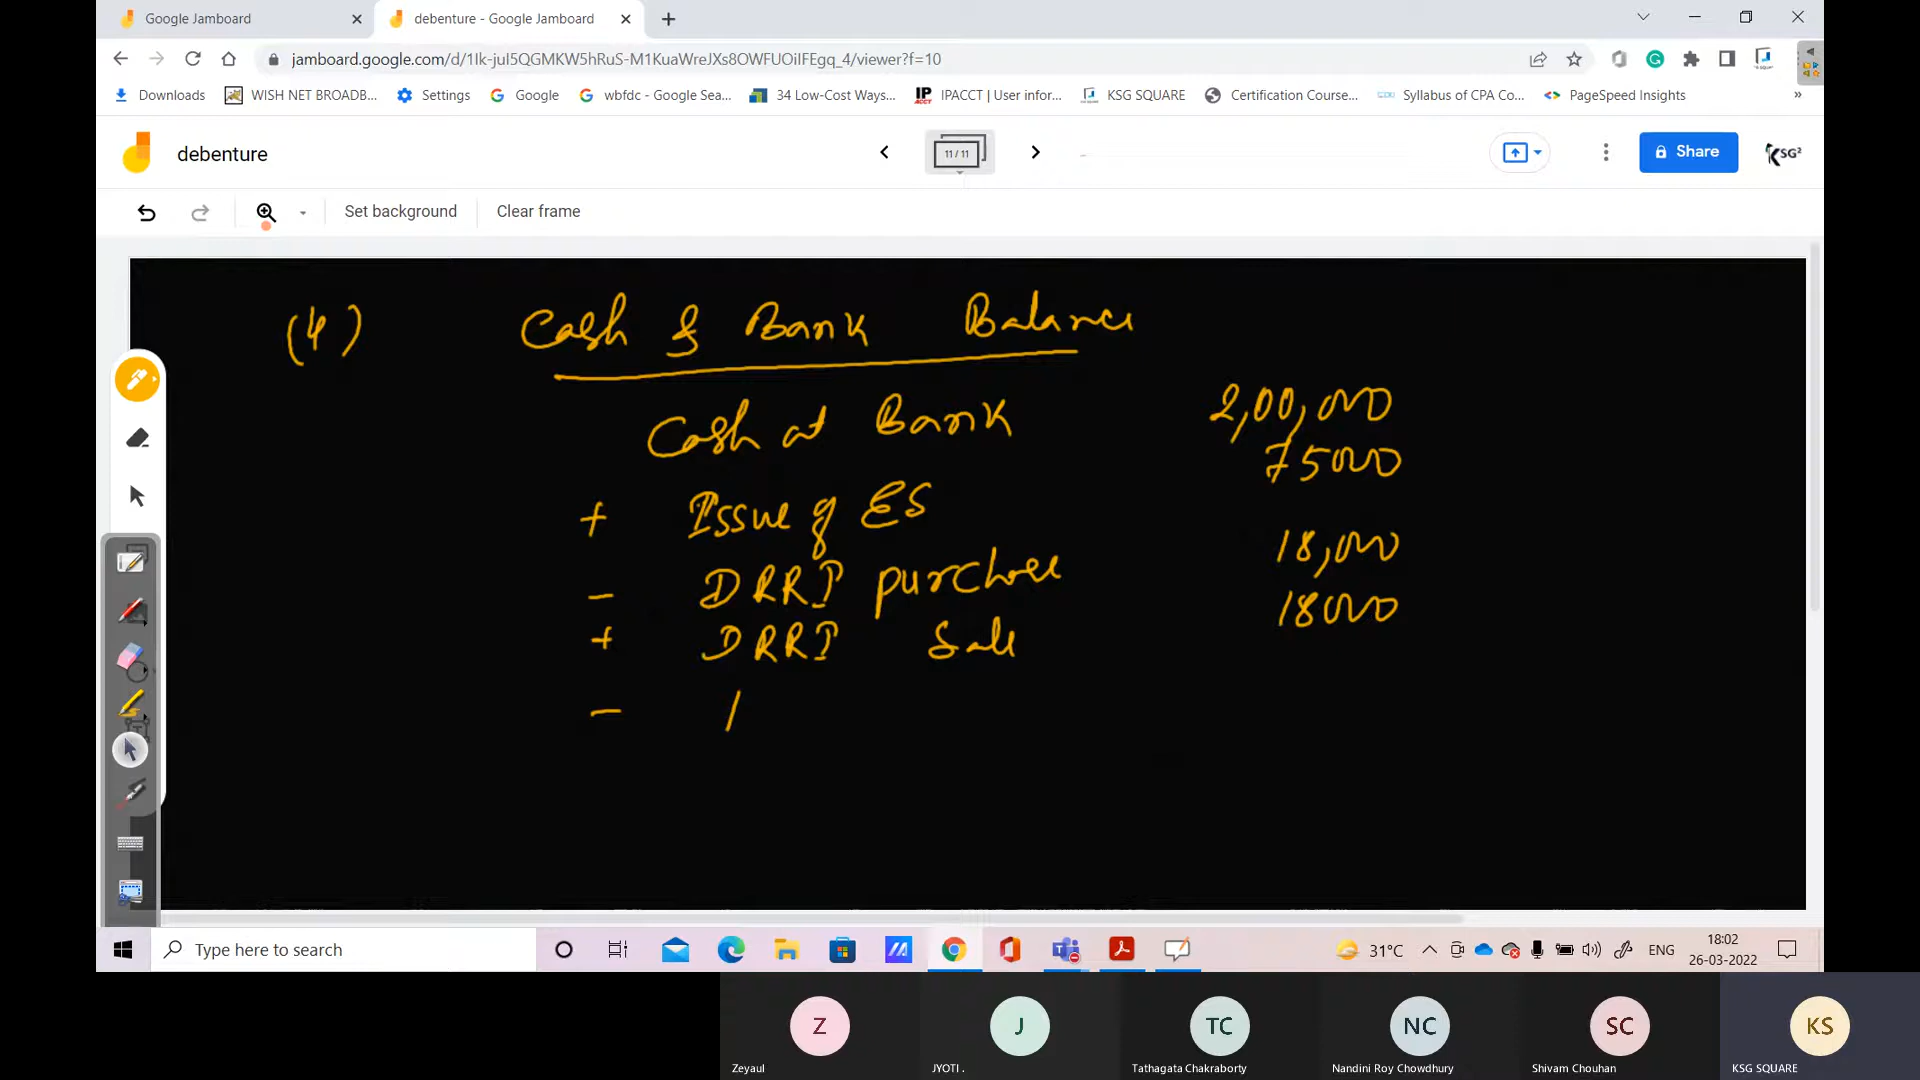 Google Jamboard
debenture - Google Jamboard
jamboard.google.com/d/1Ik-juI5QGMKW5hRuS-M1KuaWreJXs8OWFUOiIFEgq_4/viewer?f=10
Downloads WISH NET BROADB... Settings Google wbfdc - Google Sea... 34 Low-Cost Ways... IPACCT | User infor... KSG SQUARE Certification Course... Syllabus of CPA Co... PageSpeed Insights »
debenture 11 / 11 Share KSG²
Set background Clear frame
(4) Cash & Bank Balance
Cash at Bank 2,00,000
75000
+ Issue of ES
18,000
- DRRI purchase
18000
+ DRRI Sale
-
Type here to search 31°C ENG 18:02
26-03-2022
Z J TC NC SC KS
Zeyaul JYOTI . Tathagata Chakraborty Nandini Roy Chowdhury Shivam Chouhan KSG SQUARE